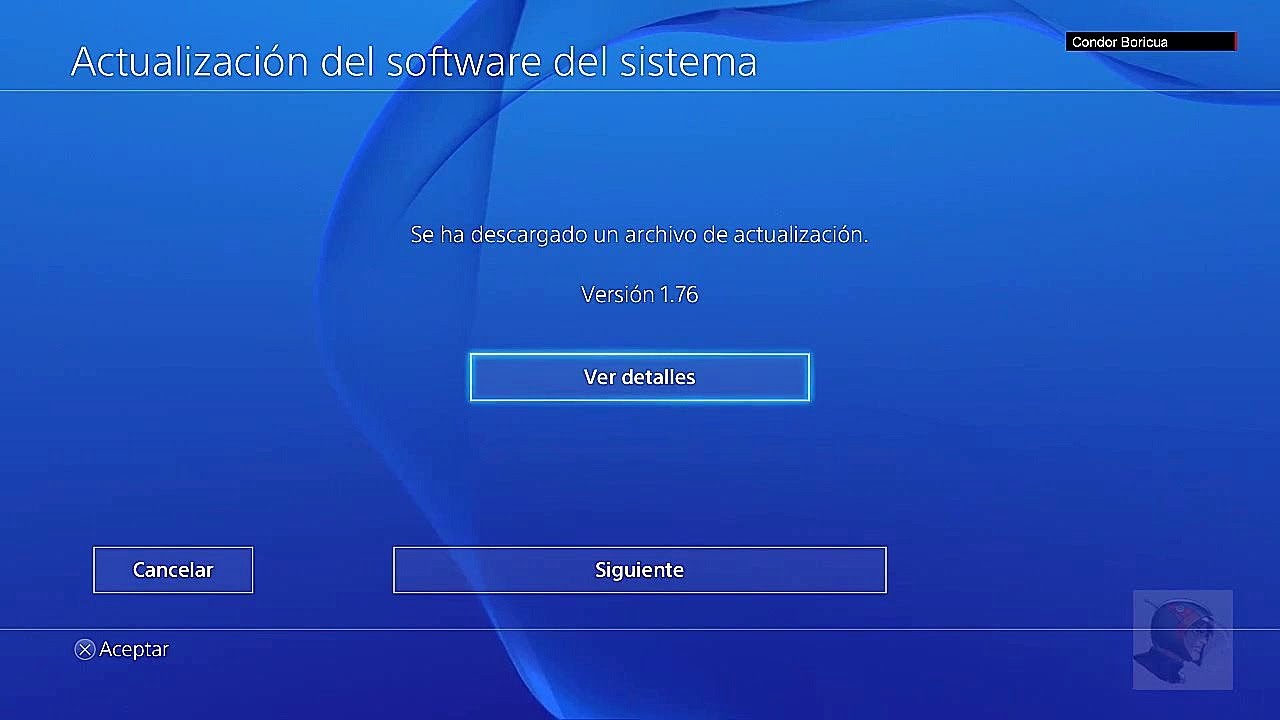 Actualización del software del sistema
Condor Boricua
Se ha descargado un archivo de actualización.
Versión 1.76
Ver detalles
Cancelar
Siguiente
Aceptar